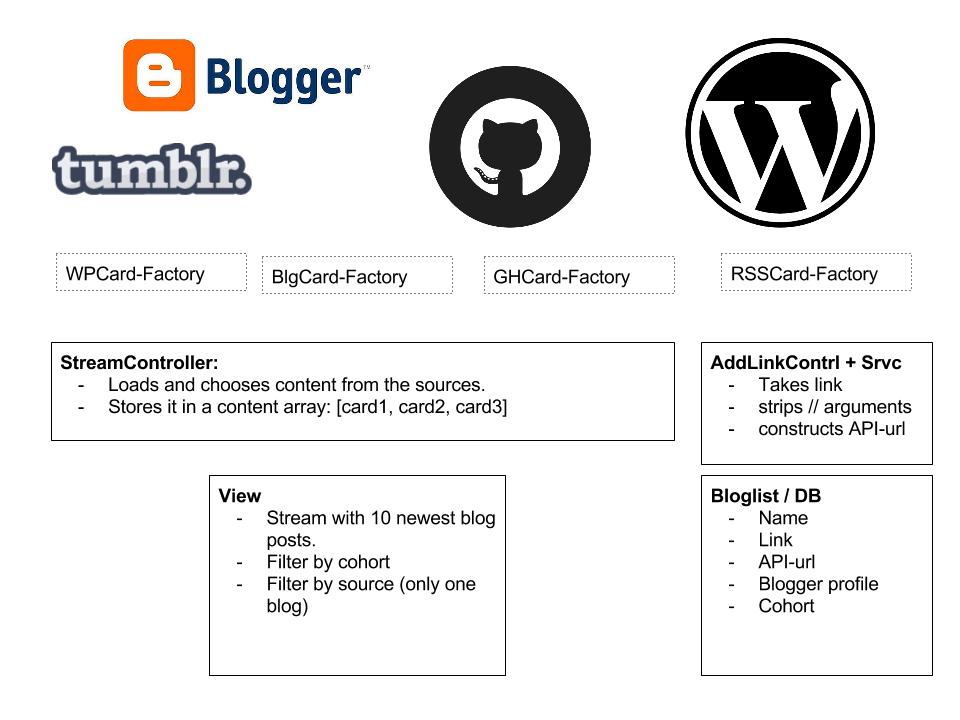 Blogger™
tumblr.
WPCard-Factory
BlgCard-Factory
GHCard-Factory
RSSCard-Factory
StreamController:
- Loads and chooses content from the sources.
- Stores it in a content array: [card1, card2, card3]
AddLinkContrl + Srvc
- Takes link
- strips // arguments
- constructs API-url
View
- Stream with 10 newest blog
posts.
- Filter by cohort
- Filter by source (only one
blog)
Bloglist / DB
- Name
- Link
- API-url
- Blogger profile
- Cohort